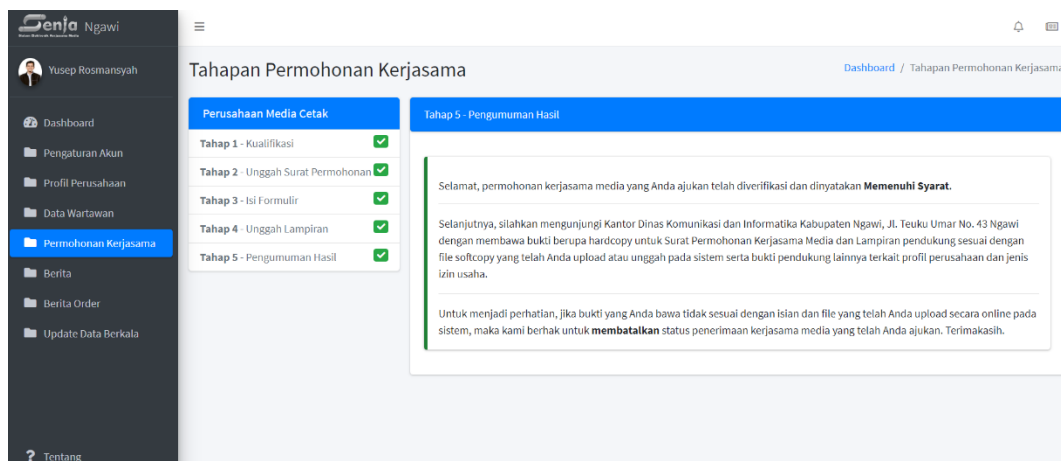 Senja Ngawi
Yusep Rosmansyah
Dashboard
Pengaturan Akun
Profil Perusahaan
Data Wartawan
Permohonan Kerjasama
Berita
Berita Order
Update Data Berkala
Tentang
Tahapan Permohonan Kerjasama
Dashboard / Tahapan Permohonan Kerjasama
Perusahaan Media Cetak
Tahap 1 - Kualifikasi
Tahap 2 - Unggah Surat Permohonan
Tahap 3 - Isi Formulir
Tahap 4 - Unggah Lampiran
Tahap 5 - Pengumuman Hasil
Tahap 5 - Pengumuman Hasil
Selamat, permohonan kerjasama media yang Anda ajukan telah diverifikasi dan dinyatakan Memenuhi Syarat.
Selanjutnya, silahkan mengunjungi Kantor Dinas Komunikasi dan Informatika Kabupaten Ngawi, Jl. Teuku Umar No. 43 Ngawi
dengan membawa bukti berupa hardcopy untuk Surat Permohonan Kerjasama Media dan Lampiran pendukung sesuai dengan
file softcopy yang telah Anda upload atau unggah pada sistem serta bukti pendukung lainnya terkait profil perusahaan dan jenis
izin usaha.
Untuk menjadi perhatian, jika bukti yang Anda bawa tidak sesuai dengan isian dan file yang telah Anda upload secara online pada
sistem, maka kami berhak untuk membatalkan status penerimaan kerjasama media yang telah Anda ajukan. Terimakasih.